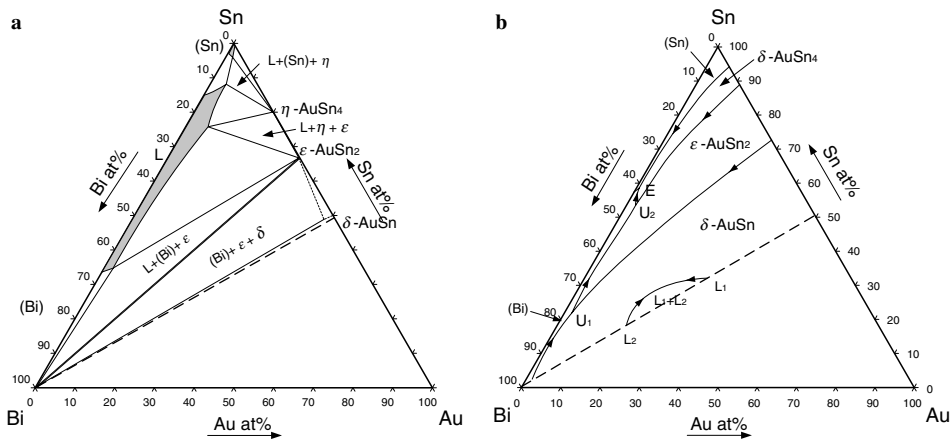 a
Sn
0
(Sn)
10
20
30
40
50
60
70
80
90
100
L+(Sn)+ η
η -AuSn4
L+η + ε
ε-AuSn2
L
Bi at%
Sn at%
δ-AuSn
L+(Bi)+ ε
(Bi)+ ε + δ
(Bi)
Bi
0 10 20 30 40 50 60 70 80 90 100
Au
Au at%
b
Sn
0
100
(Sn)
δ-AuSn4
10
90
20
80
30
70
40
60
50
50
60
40
70
30
80
20
90
10
100
0
ε-AuSn2
Bi at%
Sn at%
E
U2
δ-AuSn
L1
L1+L2
L2
(Bi)
U1
Bi
0 10 20 30 40 50 60 70 80 90 100
Au
Au at%